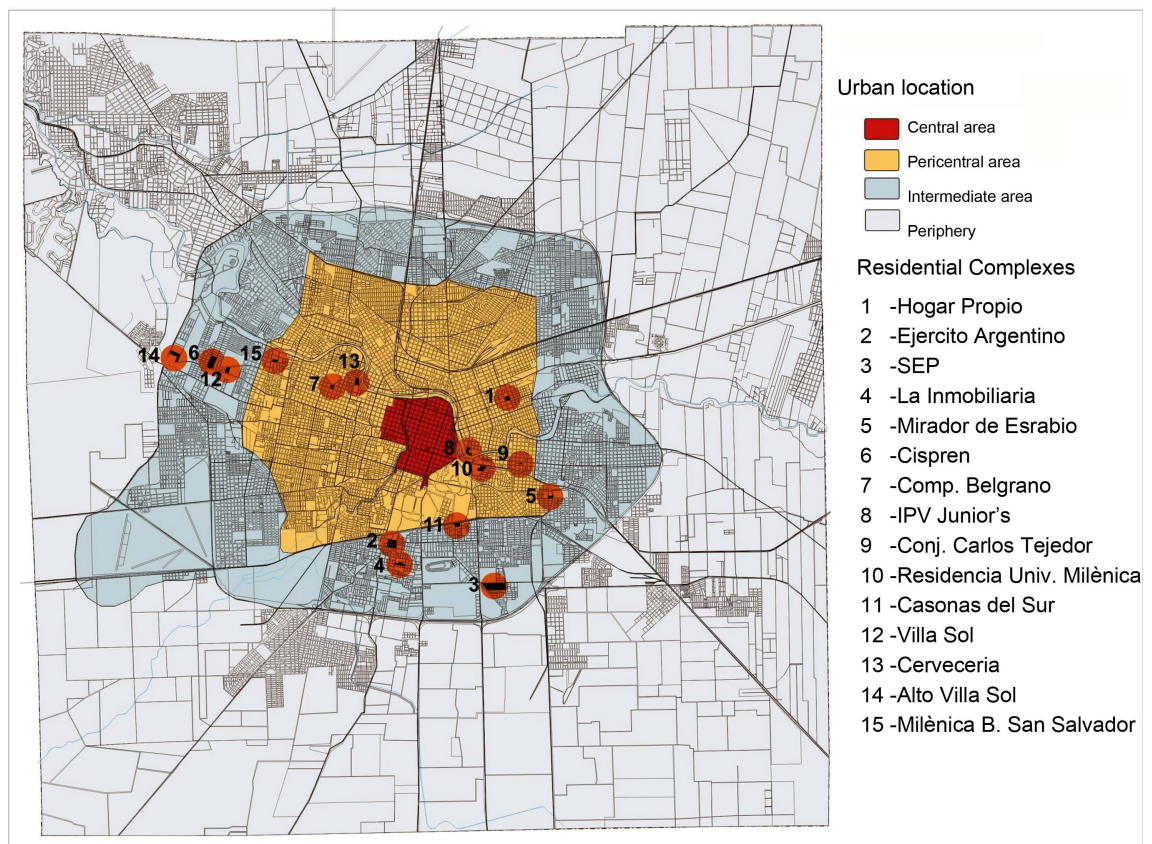 Urban location
Central area
Pericentral area
Intermediate area
Periphery
Residential Complexes
1 -Hogar Propio
2 -Ejercito Argentino
3 -SEP
4 -La Inmobiliaria
5 -Mirador de Esrabio
6 -Cispren
7 -Comp. Belgrano
8 -IPV Junior's
9 -Conj. Carlos Tejedor
10 -Residencia Univ. Milènica
11 -Casonas del Sur
12 -Villa Sol
13 -Cerveceria
14 -Alto Villa Sol
15 -Milènica B. San Salvador
14
6
12
15
13
7
1
8
10
9
5
11
2
4
3